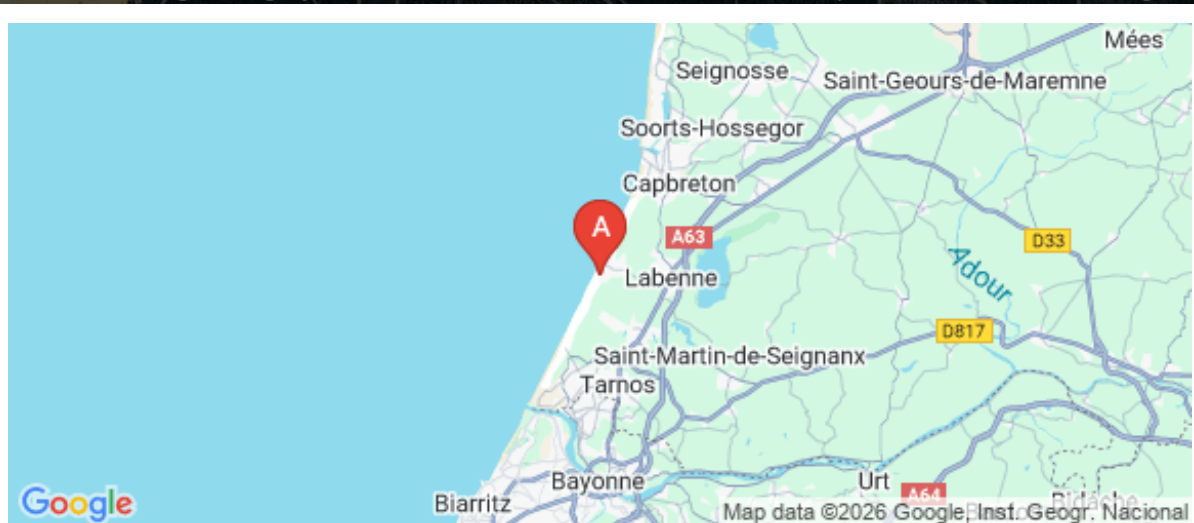 Mées
Seignosse
Saint-Geours-de-Maremne
Soorts-Hossegor
Capbreton
A
A63
D33
Labenne
Adour
D817
Saint-Martin-de-Seignanx
Tarnos
Bayonne
Urt
A64
Bidache
Biarritz
Google
Map data ©2026 Google, Inst. Geogr. Nacional